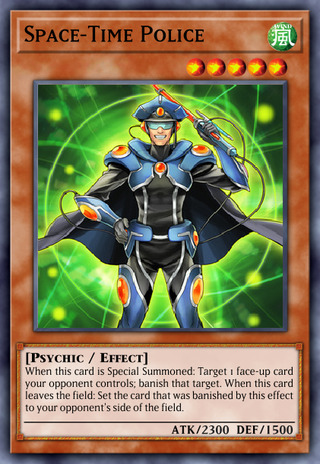 Space-Time Police
WIND
風
[Psychic / Effect]
When this card is Special Summoned: Target 1 face-up card
your opponent controls; banish that target. When this card
leaves the field: Set the card that was banished by this effect
to your opponent's side of the field.
ATK/2300 DEF/1500